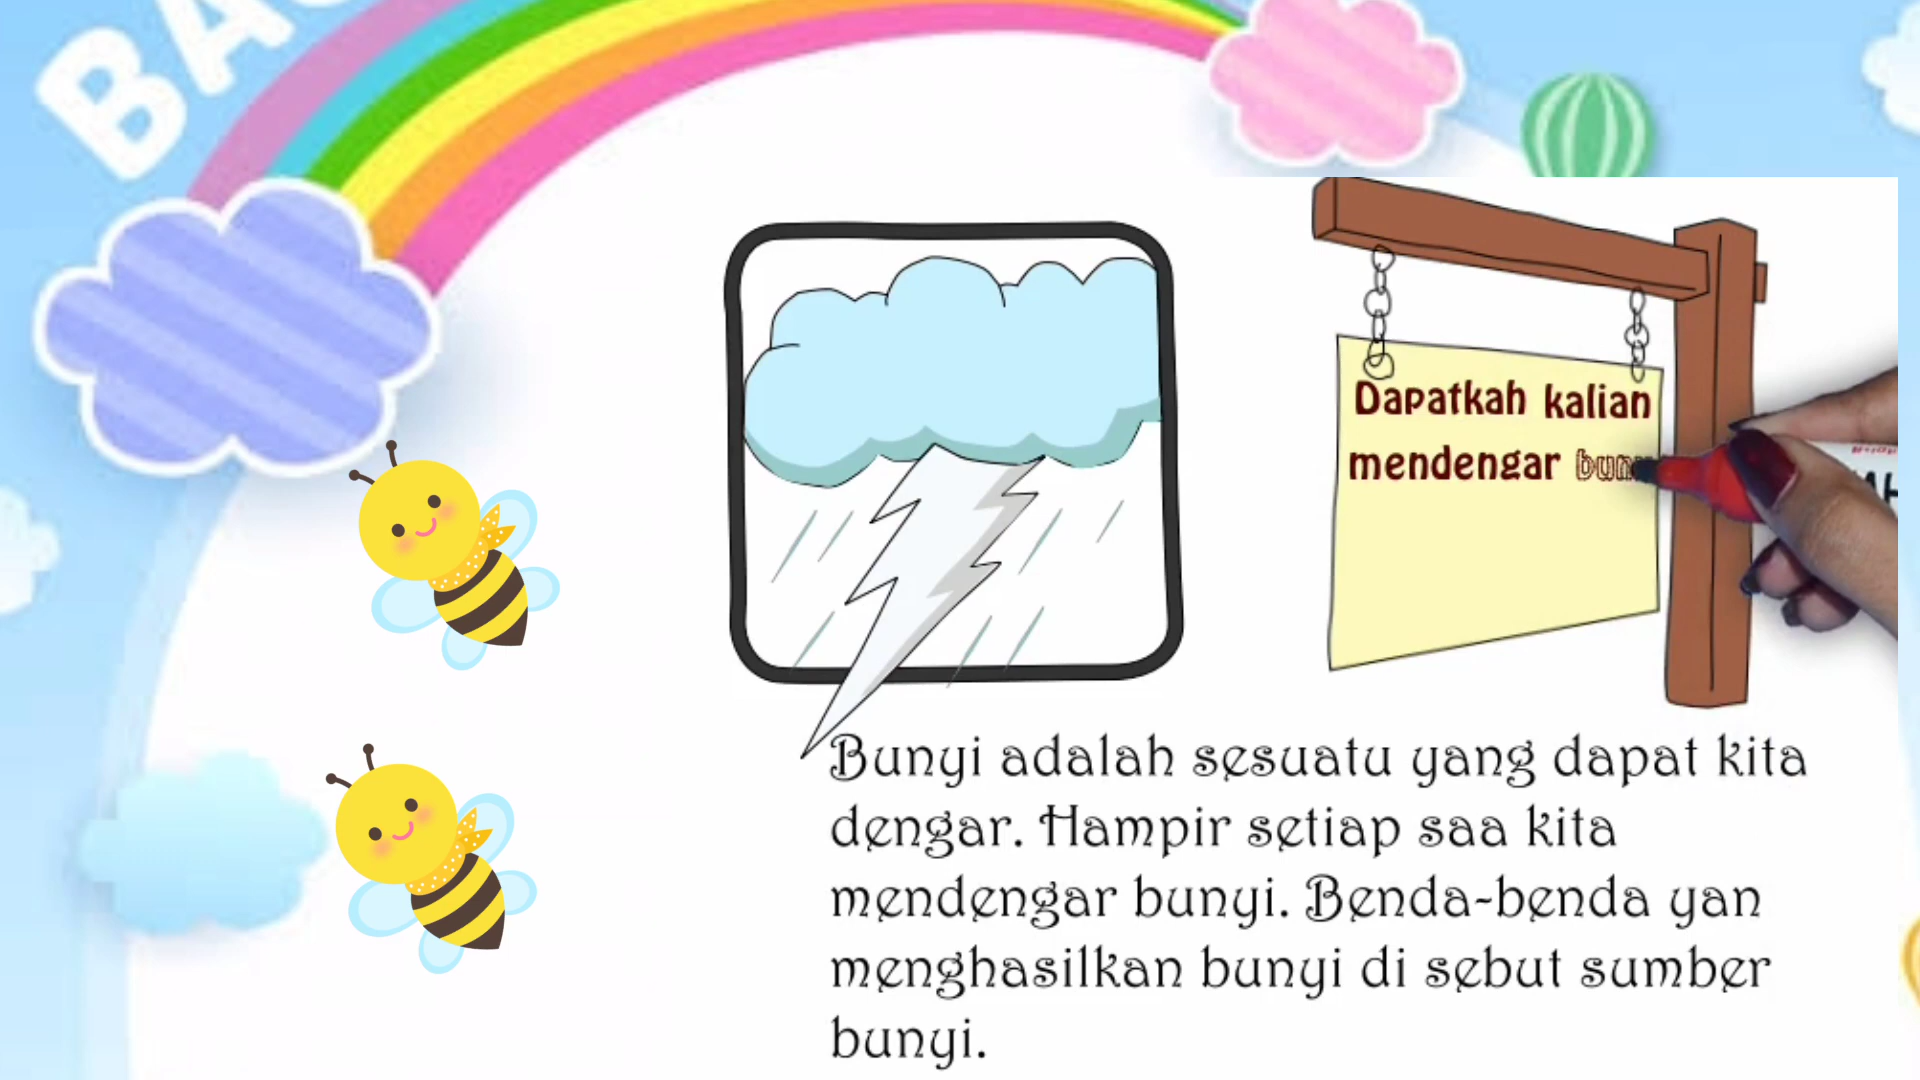 Dapatkah kalian
mendengar
Bunyi adalah sesuatu yang dapat kita
dengar. Hampir setiap saa kita
mendengar bunyi. Benda-benda yan
menghasilkan bunyi di sebut sumber
bunyi.